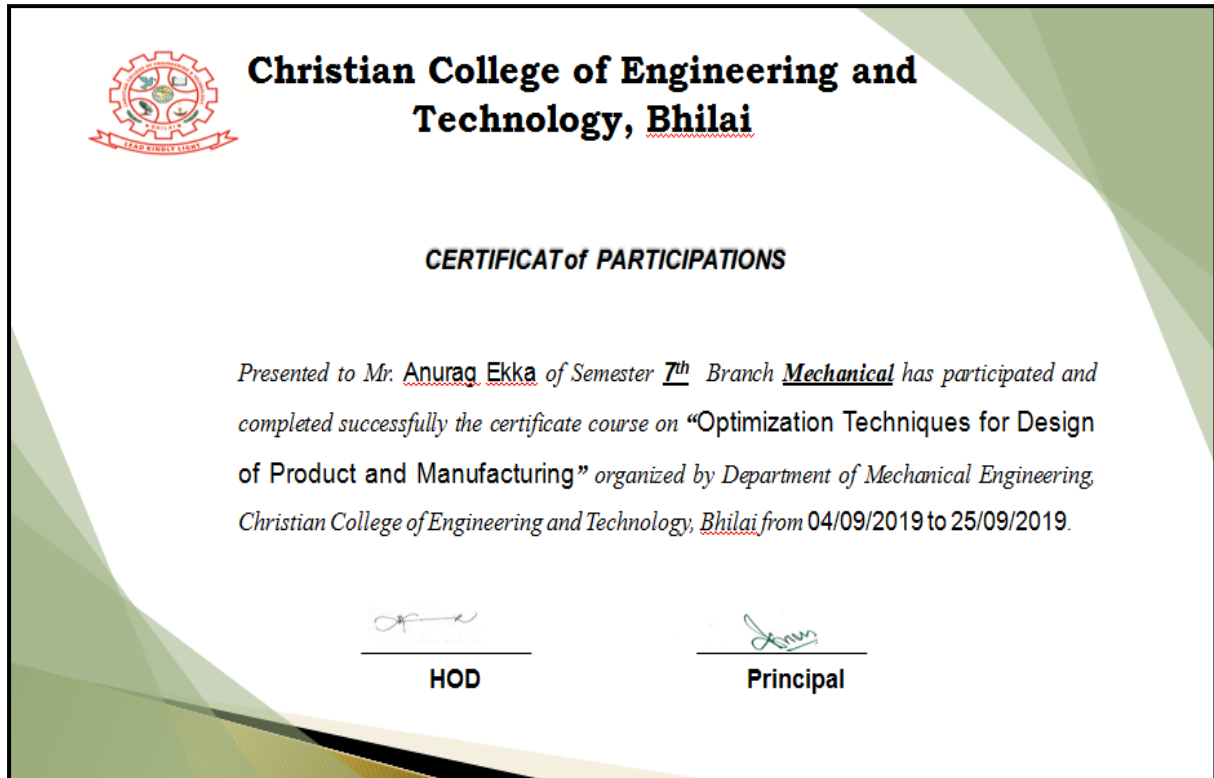 Christian College of Engineering and
Technology, Bhilai
LEAD KINDLY LIGHT
CERTIFICAT of PARTICIPATIONS
Presented to Mr. Anurag Ekka of Semester 7th Branch Mechanical has participated and
completed successfully the certificate course on “Optimization Techniques for Design
of Product and Manufacturing” organized by Department of Mechanical Engineering,
Christian College of Engineering and Technology, Bhilai from 04/09/2019 to 25/09/2019.
HOD
Principal